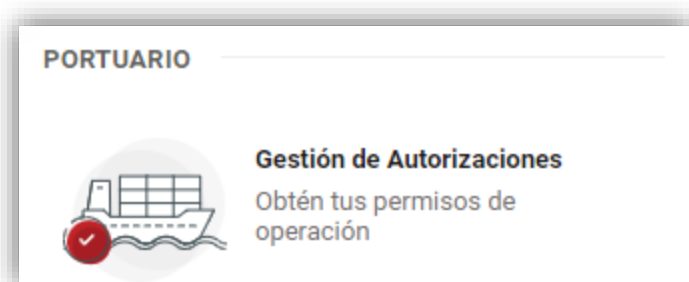 PORTUARIO
Gestión de Autorizaciones
Obtén tus permisos de
operación